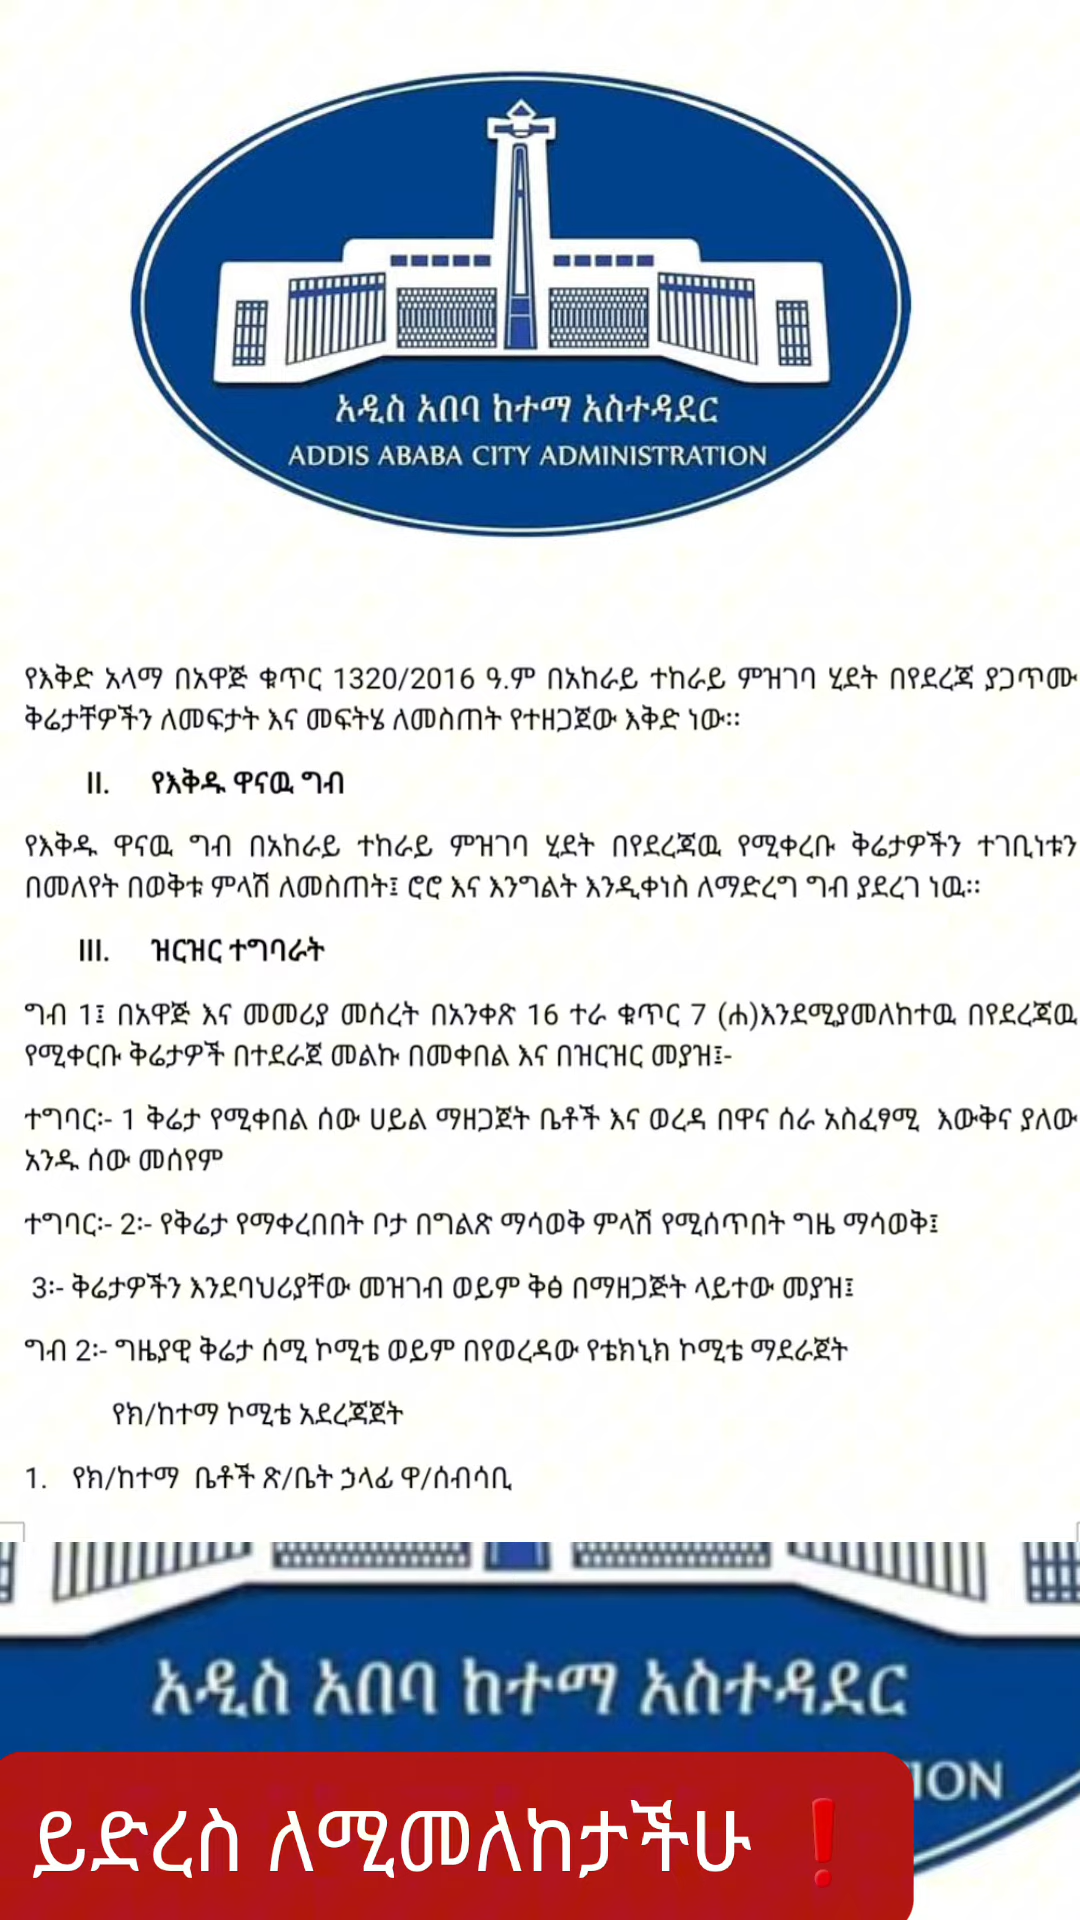 አዲስ አበባ ከተማ አስተዳደር
ADDIS ABABA CITY ADMINISTRATION
የእቅድ አላማ በአዋጅ ቁጥር 1320/2016 ዓ.ም በአከራይ ተከራይ ምዝገባ ሂደት በየደረጃ ያጋጥሙ
ቅሬታቸዎችን ለመፍታት እና መፍትሄ ለመስጠት የተዘጋጀው እቅድ ነው።
II. የእቅዱ ዋናዉ ግብ
የእቅዱ ዋናዉ ግብ በአከራይ ተከራይ ምዝገባ ሂደት በየደረጃዉ የሚቀረቡ ቅሬታዎችን ተገቢነቱን
በመለየት በወቅቱ ምላሽ ለመስጠት፤ ሮሮ እና እንግልት እንዲቀነስ ለማድረግ ግብ ያደረገ ነዉ።
III. ዝርዝር ተግባራት
ግብ 1፤ በአዋጅ እና መመሪያ መሰረት በአንቀጽ 16 ተራ ቁጥር 7 (ሐ)እንደሚያመለከተዉ በየደረጃዉ
የሚቀርቡ ቅሬታዎች በተደራጀ መልኩ በመቀበል እና በዝርዝር መያዝ፤-
ተግባር፡- 1 ቅሬታ የሚቀበል ሰው ሀይል ማዘጋጀት ቤቶች እና ወረዳ በዋና ሰራ አስፈፃሚ እውቅና ያለው
አንዱ ሰው መሰየም
ተግባር፡- 2፡- የቅሬታ የማቀረበበት ቦታ በግልጽ ማሳወቅ ምላሽ የሚሰጥበት ግዜ ማሳወቅ፤
3፡- ቅሬታዎችን እንደባህሪያቸው መዝገብ ወይም ቅፅ በማዘጋጅት ላይተው መያዝ፤
ግብ 2፡- ግዜያዊ ቅሬታ ሰሚ ኮሚቴ ወይም በየወረዳው የቴክኒክ ኮሚቴ ማደራጀት
የክ/ከተማ ኮሚቴ አደረጃጀት
1. የክ/ከተማ ቤቶች ጽ/ቤት ኃላፊ ዋ/ሰብሳቢ
አዲስ አበባ ከተማ አስተዳደር
ION
ይድረስ ለሚመለከታችሁ ❗